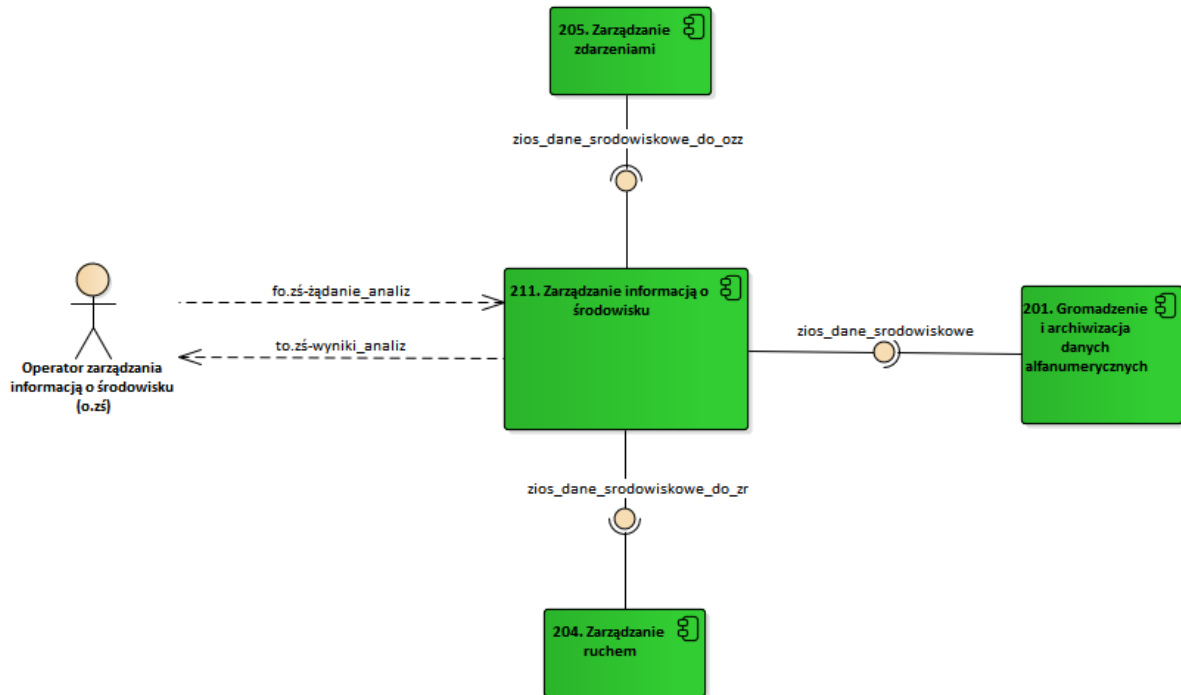 205. Zarządzanie
zdarzeniami
zios_dane_srodowiskowe_do_ozz
fo.zś-żądanie_analiz
211. Zarządzanie informacją o
środowisku
to.zś-wyniki_analiz
Operator zarządzania
informacją o środowisku
(o.zś)
zios_dane_srodowiskowe
201. Gromadzenie
i archiwizacja
danych
alfanumerycznych
zios_dane_srodowiskowe_do_zr
204. Zarządzanie
ruchem